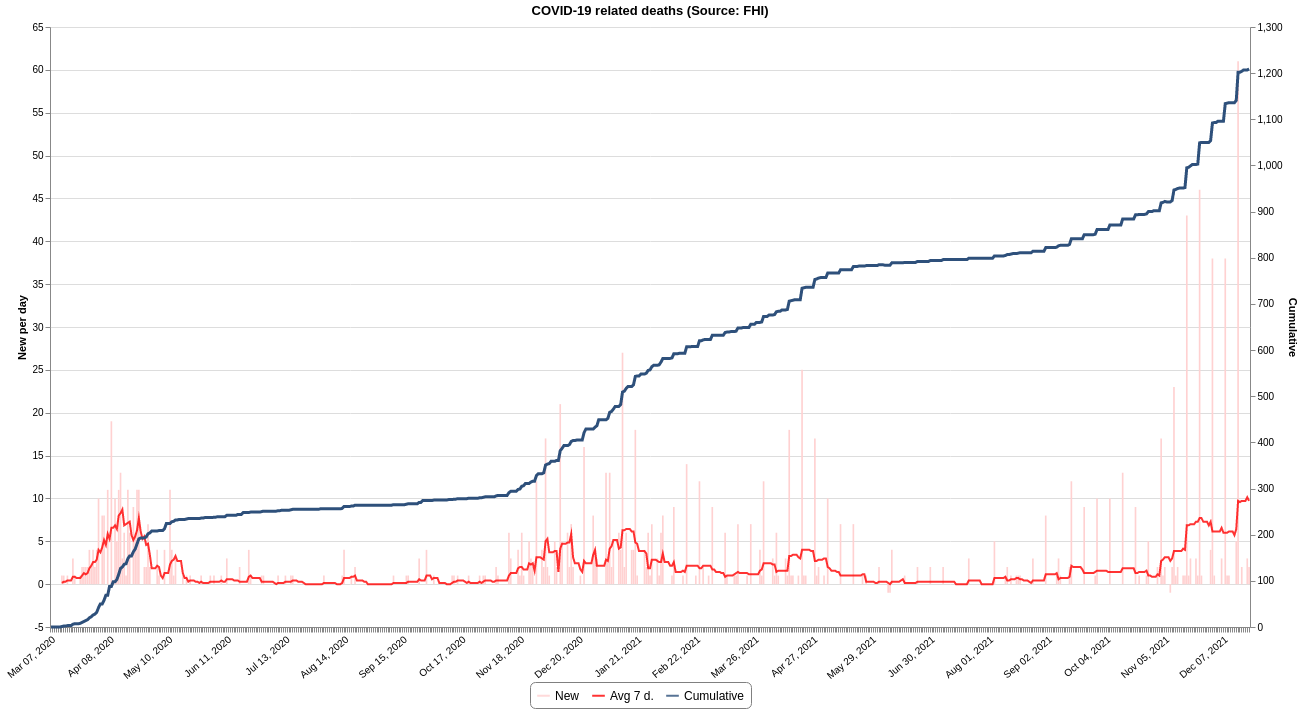 COVID-19 related deaths (Source: FHI)
65
60
55
50
45
40
35
30
25
20
15
10
5
0
-5
New per day
1,300
1,200
1,100
1,000
900
800
700
600
500
400
300
200
100
0
Cumulative
Mar 07, 2020
Apr 08, 2020
May 10, 2020
Jun 11, 2020
Jul 13, 2020
Aug 14, 2020
Sep 15, 2020
Oct 17, 2020
Nov 18, 2020
Dec 20, 2020
Jan 21, 2021
Feb 22, 2021
Mar 26, 2021
Apr 27, 2021
May 29, 2021
Jun 30, 2021
Aug 01, 2021
Sep 02, 2021
Oct 04, 2021
Nov 05, 2021
Dec 07, 2021
New Avg 7 d. Cumulative